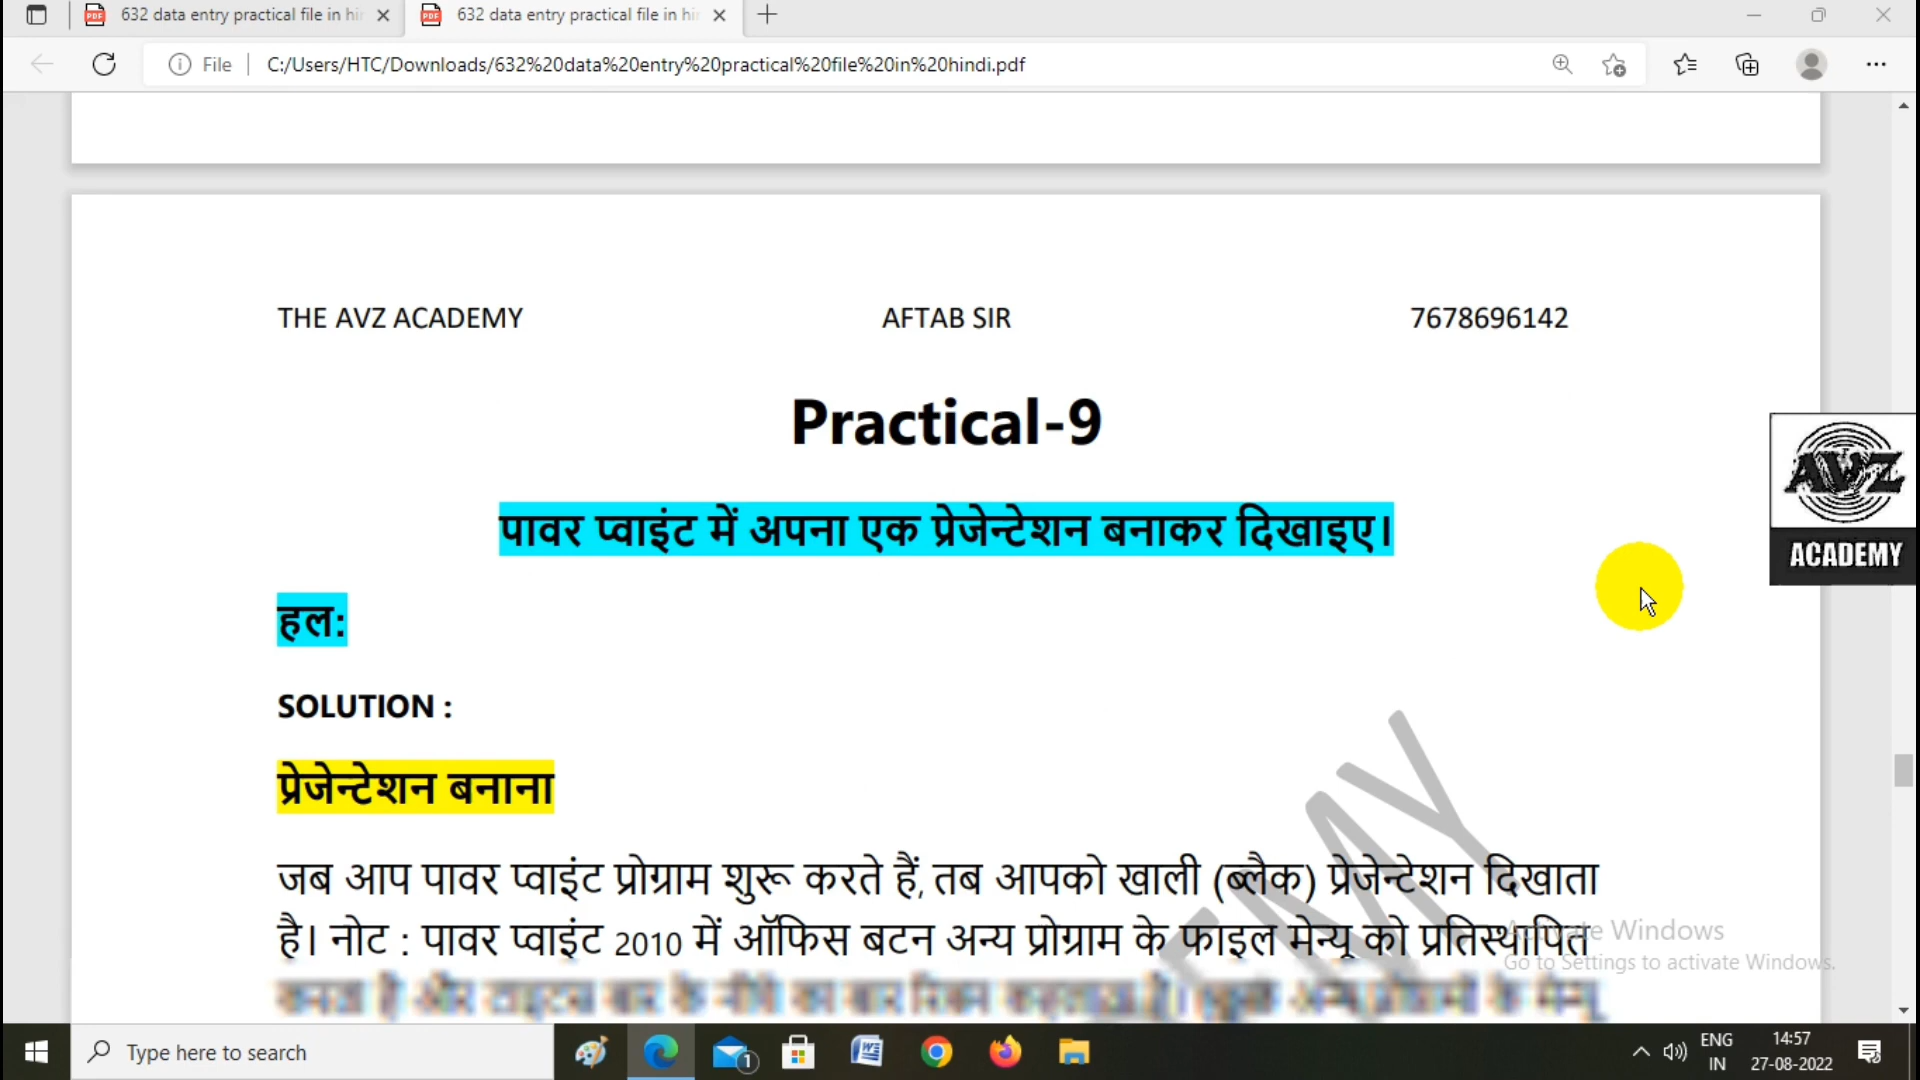 632 data entry practical file in hi
632 data entry practical file in hi
File
C:/Users/HTC/Downloads/632%20data%20entry%20practical%20file%20in%20hindi.pdf
THE AVZ ACADEMY AFTAB SIR 7678696142
Practical-9
पावर प्वाइंट में अपना एक प्रेजेन्टेशन बनाकर दिखाइए।
AVZ
ACADEMY
हल:
SOLUTION :
प्रेजेन्टेशन बनाना
जब आप पावर प्वाइंट प्रोग्राम शुरू करते हैं, तब आपको खाली (ब्लैक) प्रेजेन्टेशन दिखाता
है। नोट : पावर प्वाइंट 2010 में ऑफिस बटन अन्य प्रोग्राम के फाइल मेन्यू को प्रतिस्थापित
EMY
Activate Windows
Go to Settings to activate Windows.
Type here to search
1
ENG
IN
14:57
27-08-2022